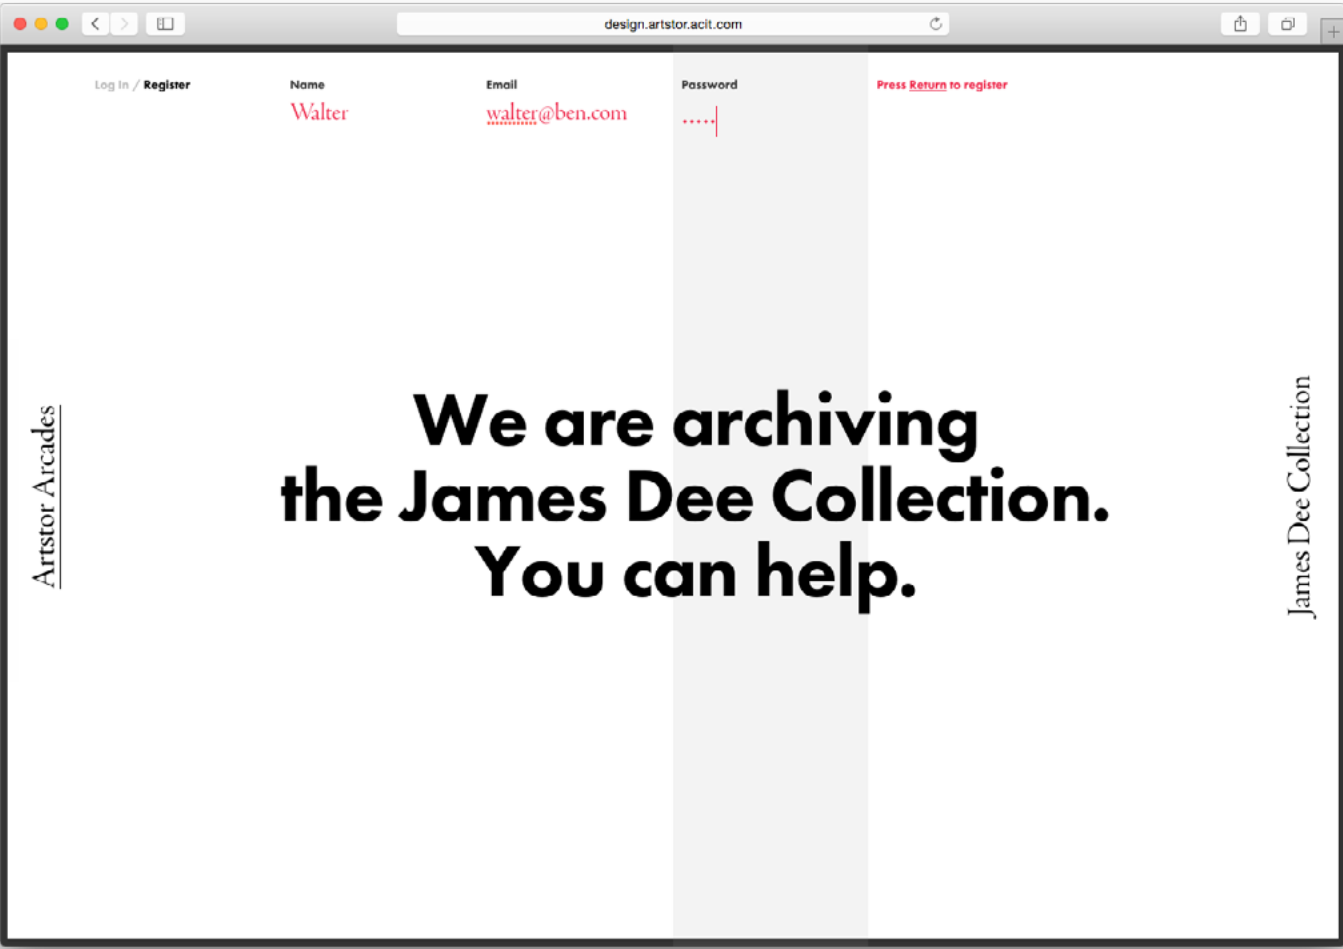 design.artstor.acit.com
Log In / Register
Name
Walter
Email
walter@ben.com
Password
•••••
Press Return to register
Artstor Arcades
We are archiving
the James Dee Collection.
You can help.
James Dee Collection